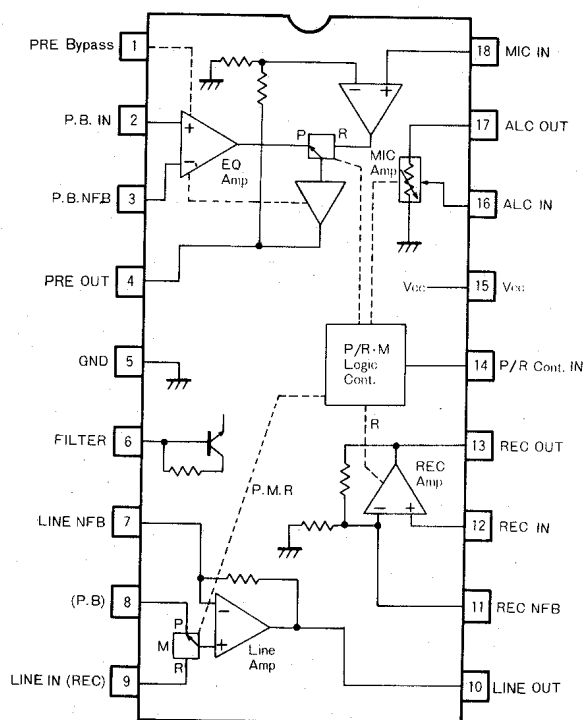 PRE Bypass 1
P.B. IN 2
P.B.NFB 3
PRE OUT 4
GND 5
FILTER 6
LINE NFB 7
(P.B) 8
LINE IN (REC) 9
18 MIC IN
17 ALC OUT
16 ALC IN
Vcc 15 Vcc
14 P/R Cont. IN
13 REC OUT
12 REC IN
11 REC NFB
10 LINE OUT
+
−
EQ
Amp
P
R
−
+
MIC
Amp
P/R·M
Logic
Cont.
R
REC
Amp
−
+
P.M.R
P
M
R
−
+
Line
Amp